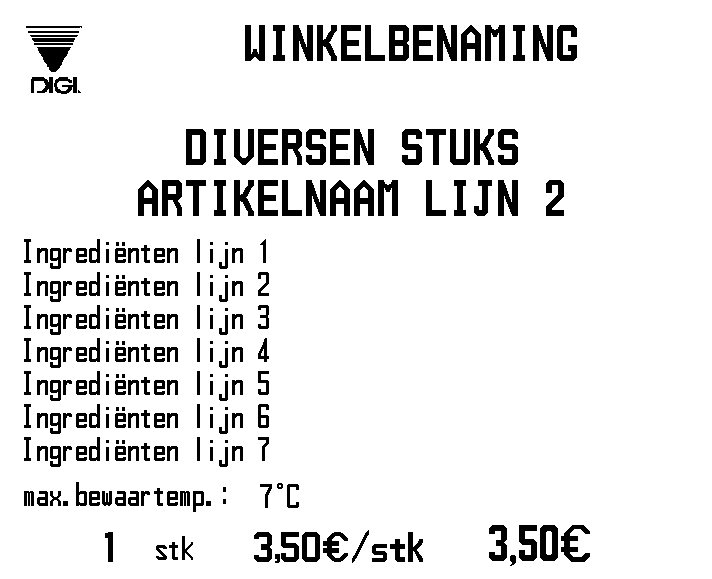 WINKELBENAMING
DIGI.
DIVERSEN STUKS
ARTIKELNAAM LIJN 2
Ingrediënten lijn 1
Ingrediënten lijn 2
Ingrediënten lijn 3
Ingrediënten lijn 4
Ingrediënten lijn 5
Ingrediënten lijn 6
Ingrediënten lijn 7
max.bewaartemp.: 7°C
1 stk 3,50€/stk 3,50€